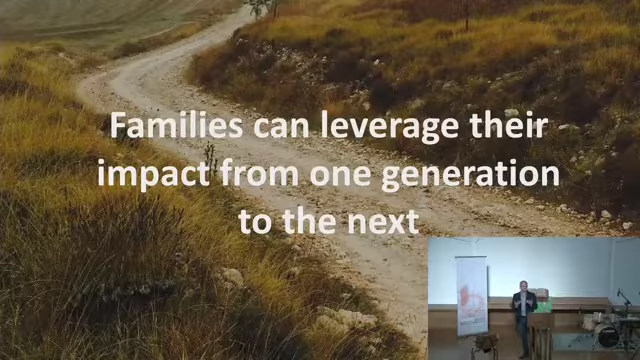 Families can leverage their
impact from one generation
to the next